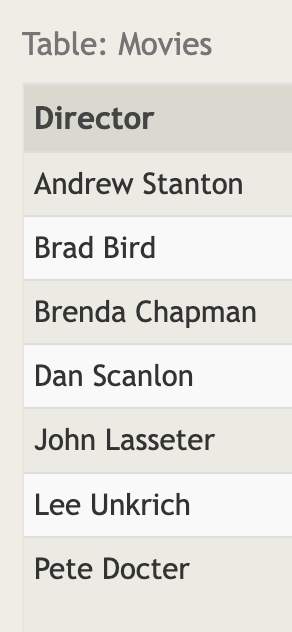 Table: Movies
Director
Andrew Stanton
Brad Bird
Brenda Chapman
Dan Scanlon
John Lasseter
Lee Unkrich
Pete Docter